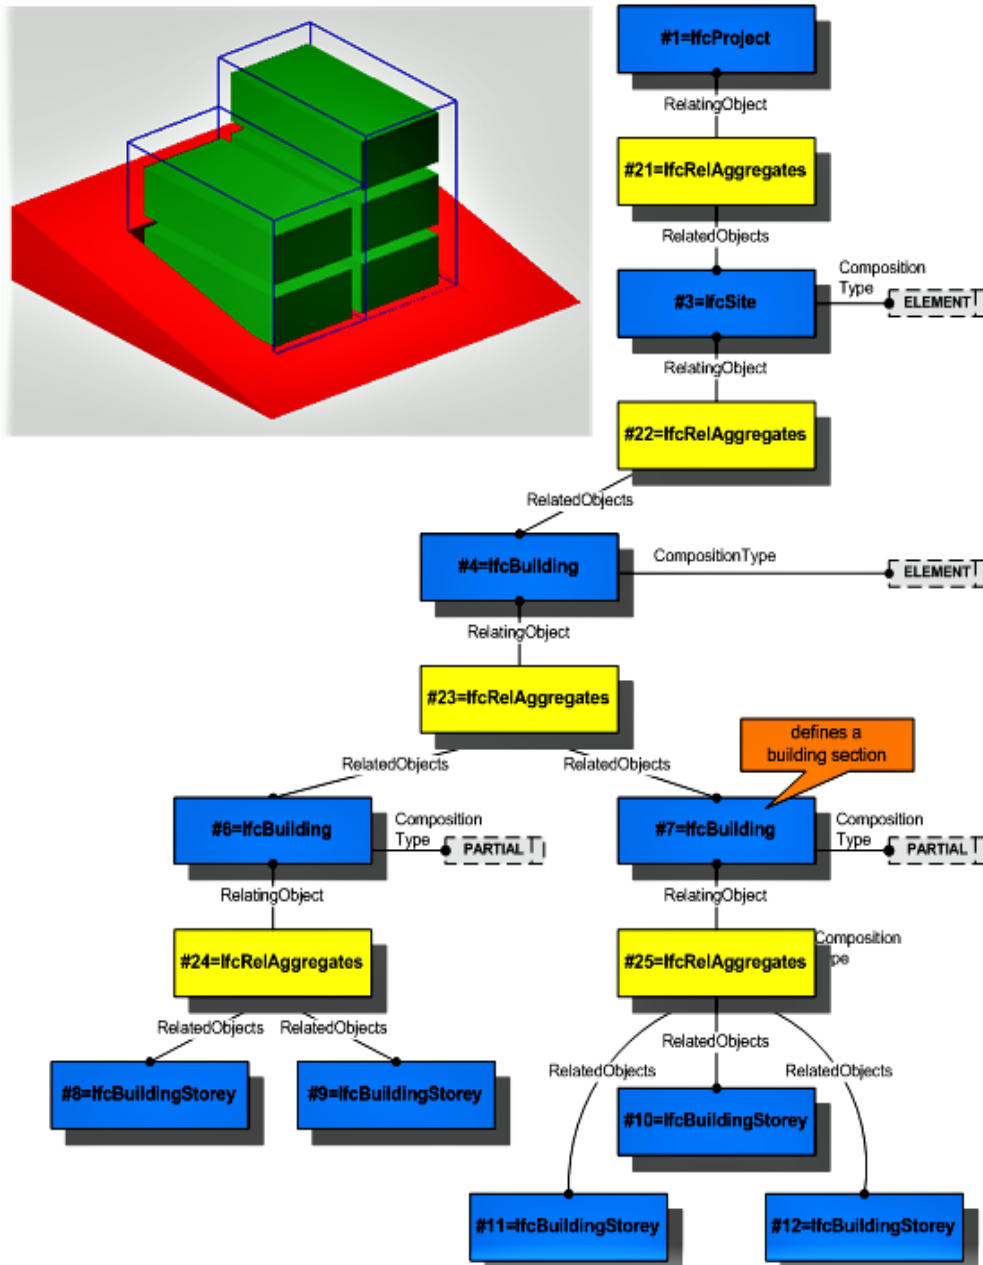 #1=IfcProject
RelatingObject
#21=IfcRelAggregates
RelatedObjects
Composition
Type
#3=IfcSite
ELEMENT
RelatingObject
#22=IfcRelAggregates
RelatedObjects
#4=IfcBuilding
CompositionType
ELEMENT
RelatingObject
#23=IfcRelAggregates
defines a
building section
RelatedObjects
RelatedObjects
#6=IfcBuilding
Composition
Type
PARTIAL
#7=IfcBuilding
Composition
Type
PARTIAL
RelatingObject
RelatingObject
#24=IfcRelAggregates
#25=IfcRelAggregates
Composition
ype
RelatedObjects
RelatedObjects
RelatedObjects
RelatedObjects
RelatedObjects
#8=IfcBuildingStorey
#9=IfcBuildingStorey
#10=IfcBuildingStorey
#11=IfcBuildingStorey
#12=IfcBuildingStorey